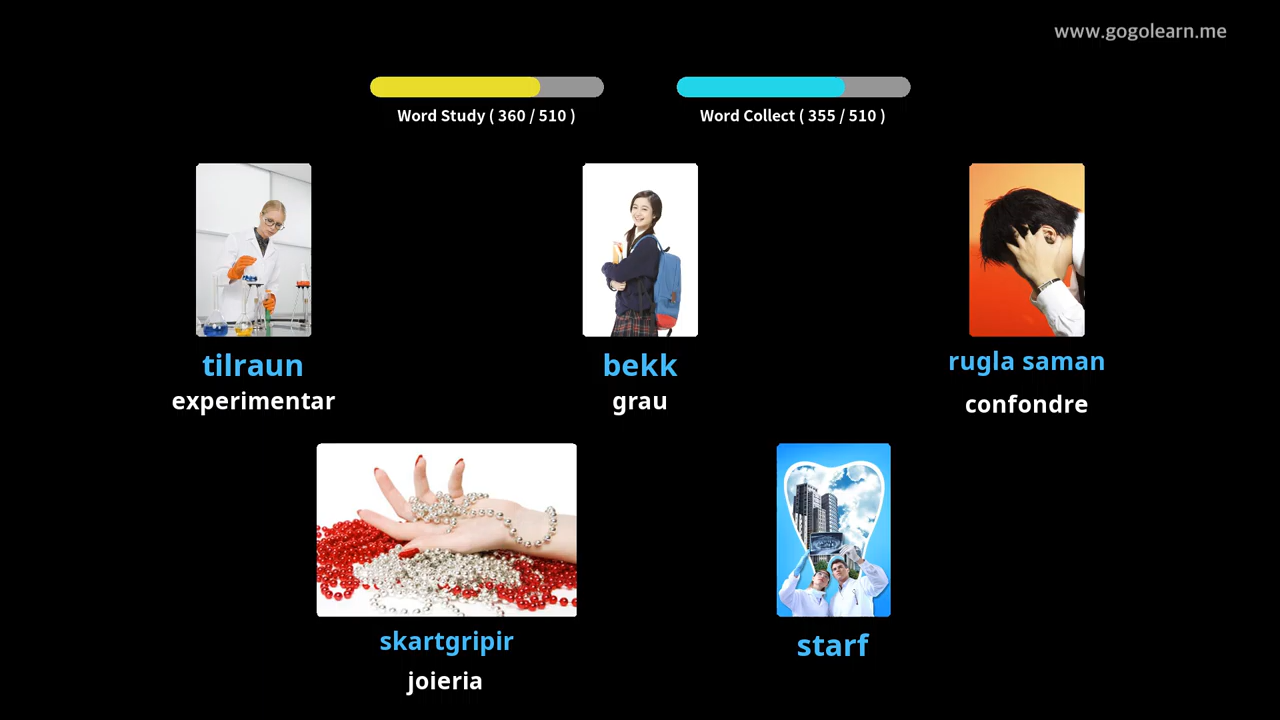 www.gogolearn.me
Word Study ( 360 / 510 )
Word Collect ( 355 / 510 )
tilraun
experimentar
bekk
grau
rugla saman
confondre
skartgripir
joieria
starf